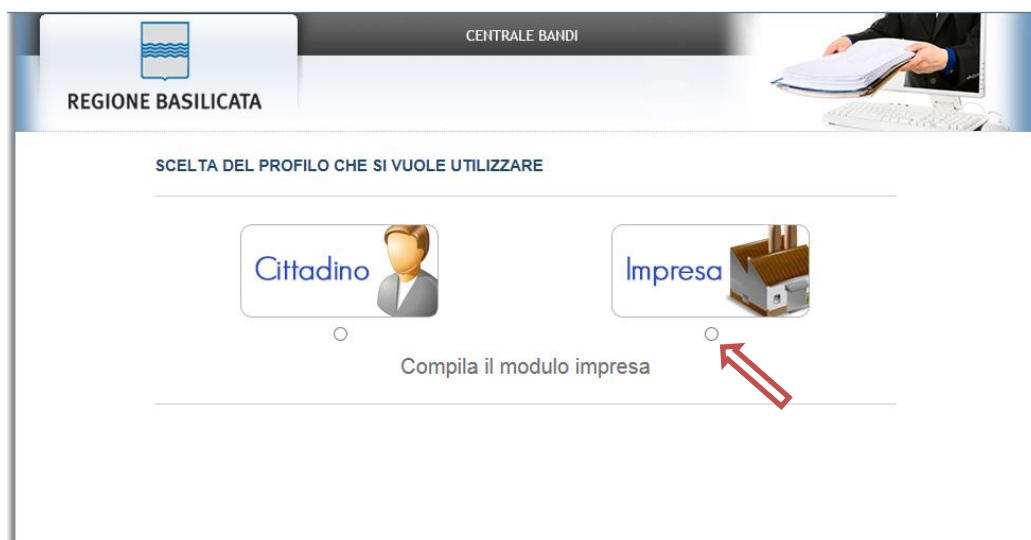 CENTRALE BANDI
REGIONE BASILICATA
SCELTA DEL PROFILO CHE SI VUOLE UTILIZZARE
Cittadino
Impresa
Compila il modulo impresa